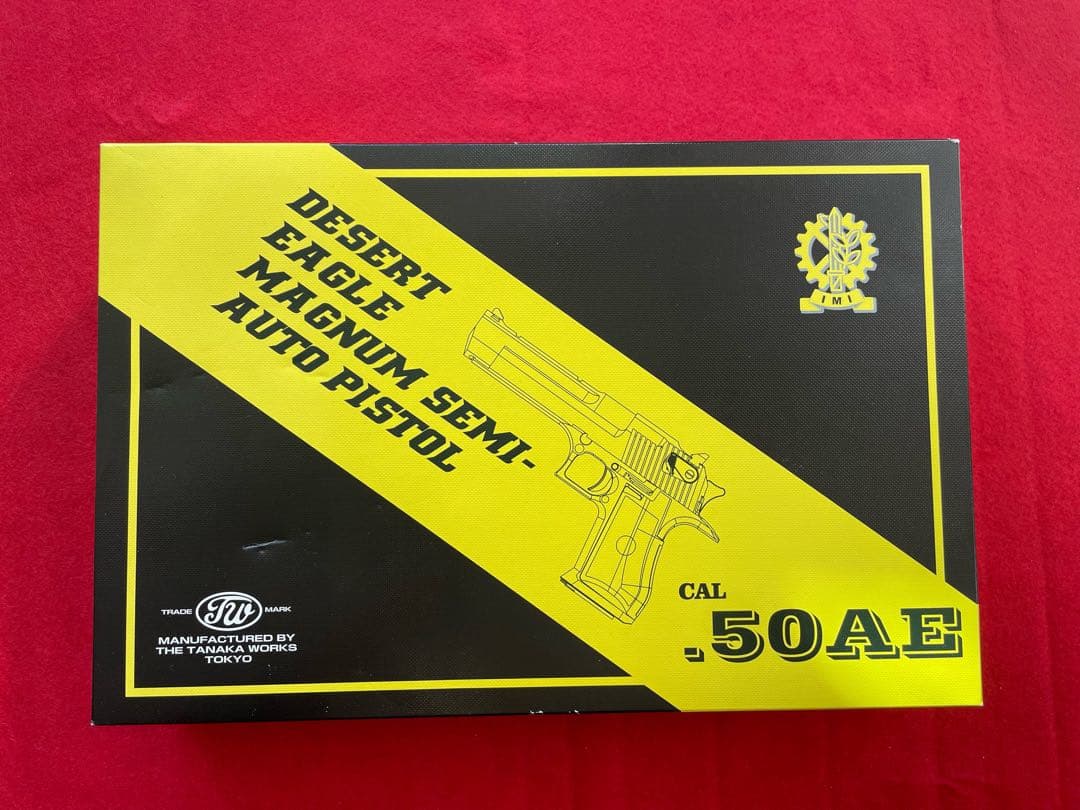 DESERT
EAGLE
MAGNUM SEMI-
AUTO PISTOL
IMI
CAL
.50AE
TRADE TW MARK
MANUFACTURED BY
THE TANAKA WORKS
TOKYO